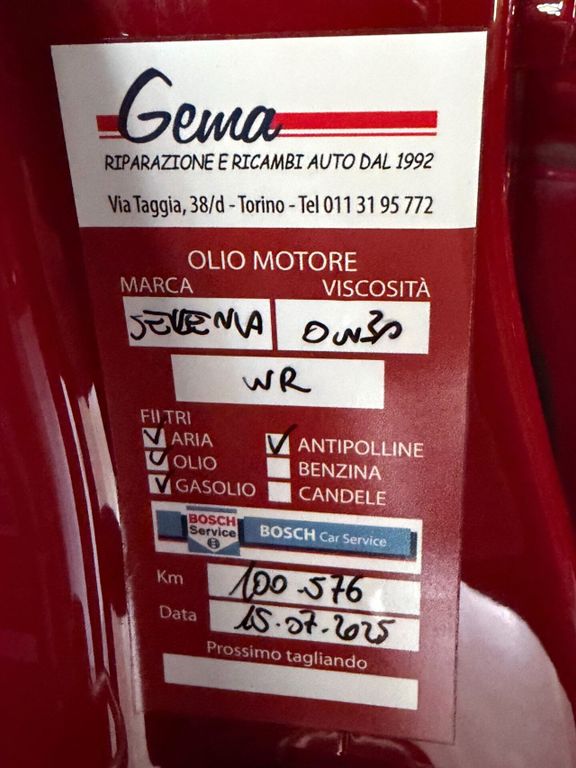 Gema
RIPARAZIONE E RICAMBI AUTO DAL 1992
Via Taggia, 38/d - Torino - Tel 011 31 95 772
OLIO MOTORE
MARCA VISCOSITÀ
SELENIA 0W30
WR
FILTRI
ARIA ANTIPOLLINE
OLIO BENZINA
GASOLIO CANDELE
BOSCH
Service
BOSCH Car Service
Km 100.576
Data 15.07.2025
Prossimo tagliando